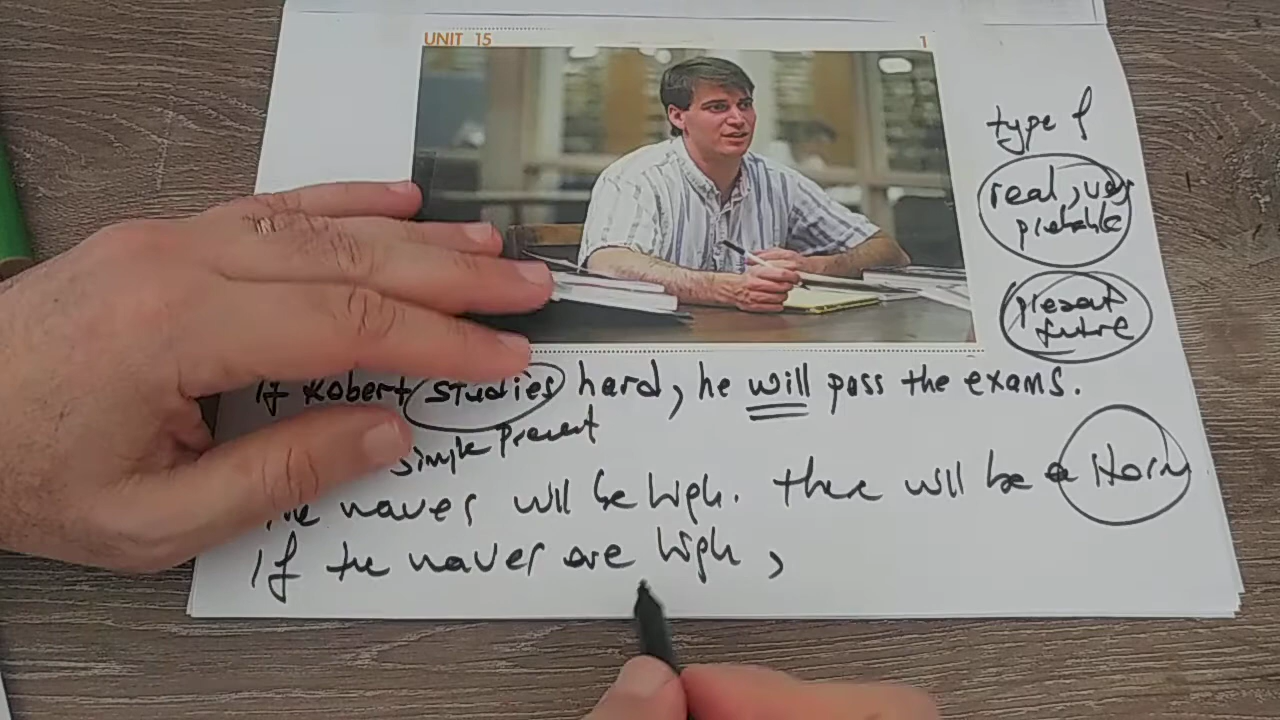 UNIT 15 1
type 1
real, very
probable
present
future
If Robert studies hard, he will pass the exams.
simple present
The waves will be high. there will be a storm
If the waves are high,